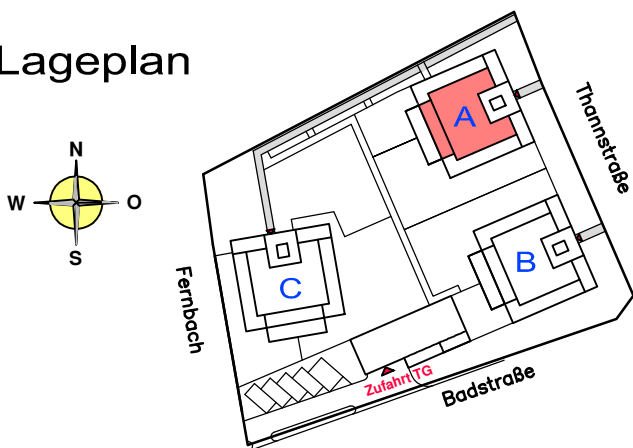 Lageplan
N
W
O
S
A
Thannstraße
B
C
Fernbach
Zufahrt TG
Badstraße